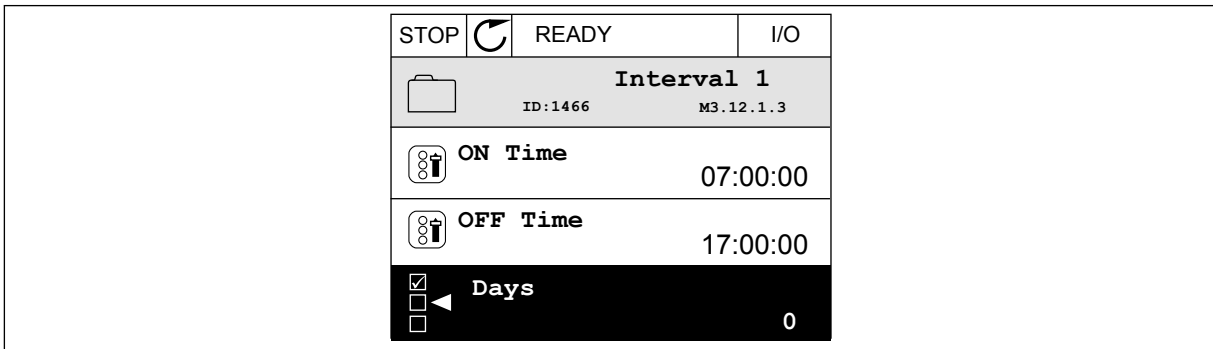 STOP READY I/O
Interval 1
ID:1466 M3.12.1.3
ON Time
07:00:00
OFF Time
17:00:00
Days
0